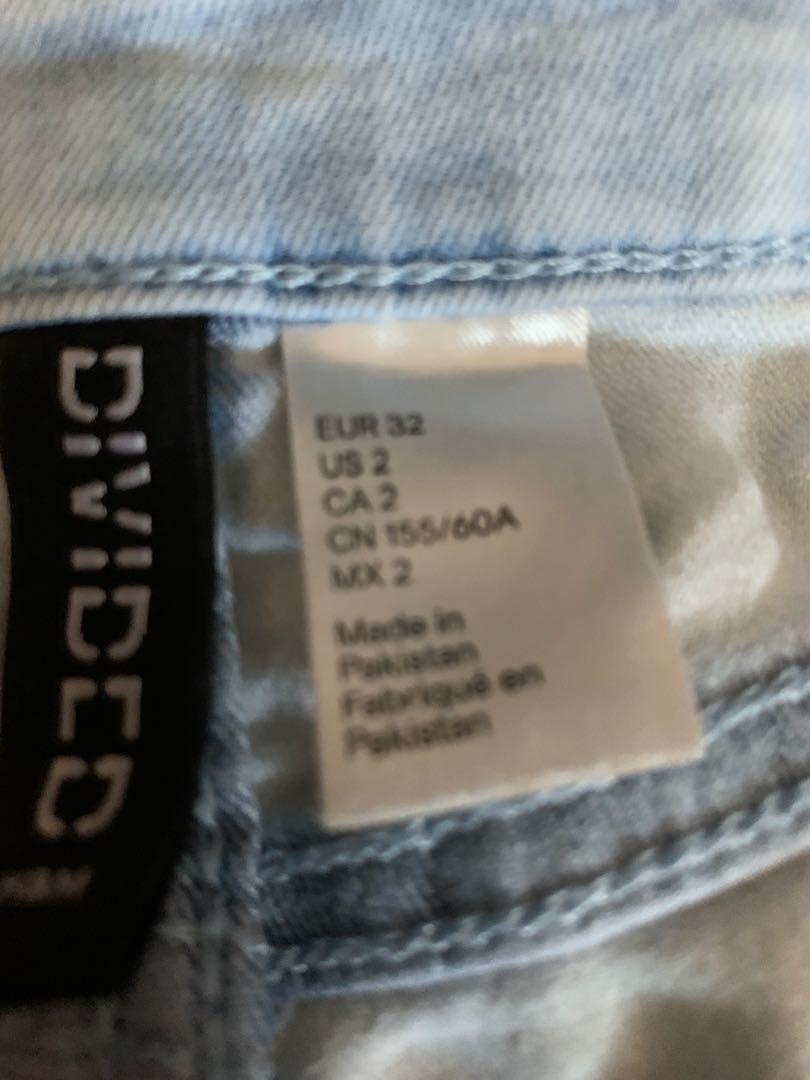 DIVIDED
H&M
EUR 32
US 2
CA 2
CN 155/60A
MX 2
Made in
Pakistan
Fabriqué en
Pakistan